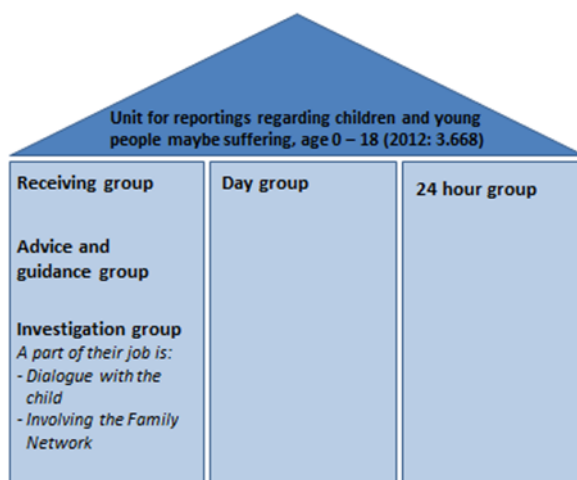 Unit for reportings regarding children and young
people maybe suffering, age 0 – 18 (2012: 3.668)
Receiving group
Advice and
guidance group
Investigation group
A part of their job is:
- Dialogue with the
child
- Involving the Family
Network
Day group
24 hour group